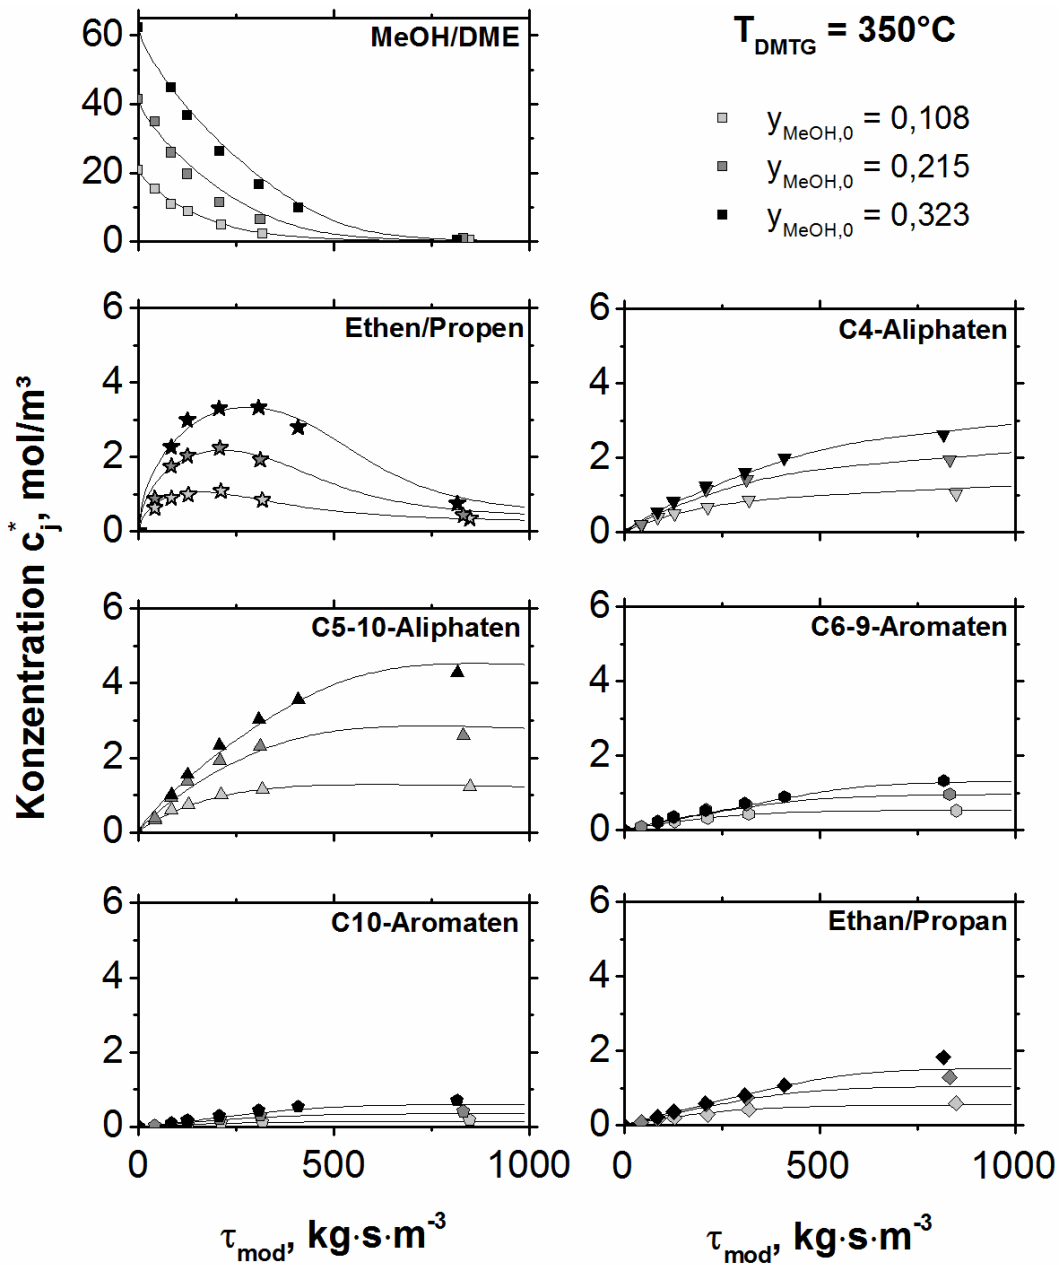 MeOH/DME
60
40
20
0
T_DMTG = 350°C
y_MeOH,0 = 0,108
y_MeOH,0 = 0,215
y_MeOH,0 = 0,323
Konzentration c*_j, mol/m³
Ethen/Propen
6
4
2
0
C4-Aliphaten
6
4
2
0
C5-10-Aliphaten
6
4
2
0
C6-9-Aromaten
6
4
2
0
C10-Aromaten
6
4
2
0
0 500 1000
τ_mod, kg·s·m⁻³
Ethan/Propan
6
4
2
0
0 500 1000
τ_mod, kg·s·m⁻³